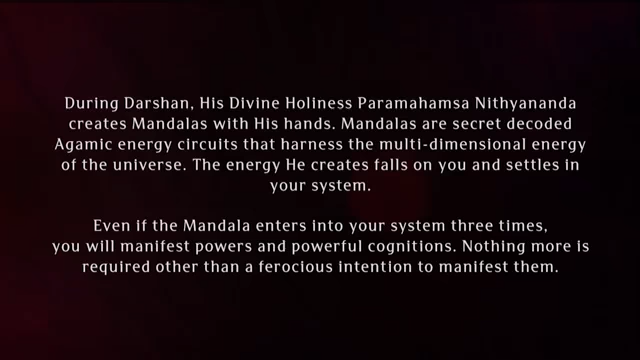 During Darshan, His Divine Holiness Paramahamsa Nithyananda
creates Mandalas with His hands. Mandalas are secret decoded
Agamic energy circuits that harness the multi-dimensional energy
of the universe. The energy He creates falls on you and settles in
your system.
Even if the Mandala enters into your system three times,
you will manifest powers and powerful cognitions. Nothing more is
required other than a ferocious intention to manifest them.